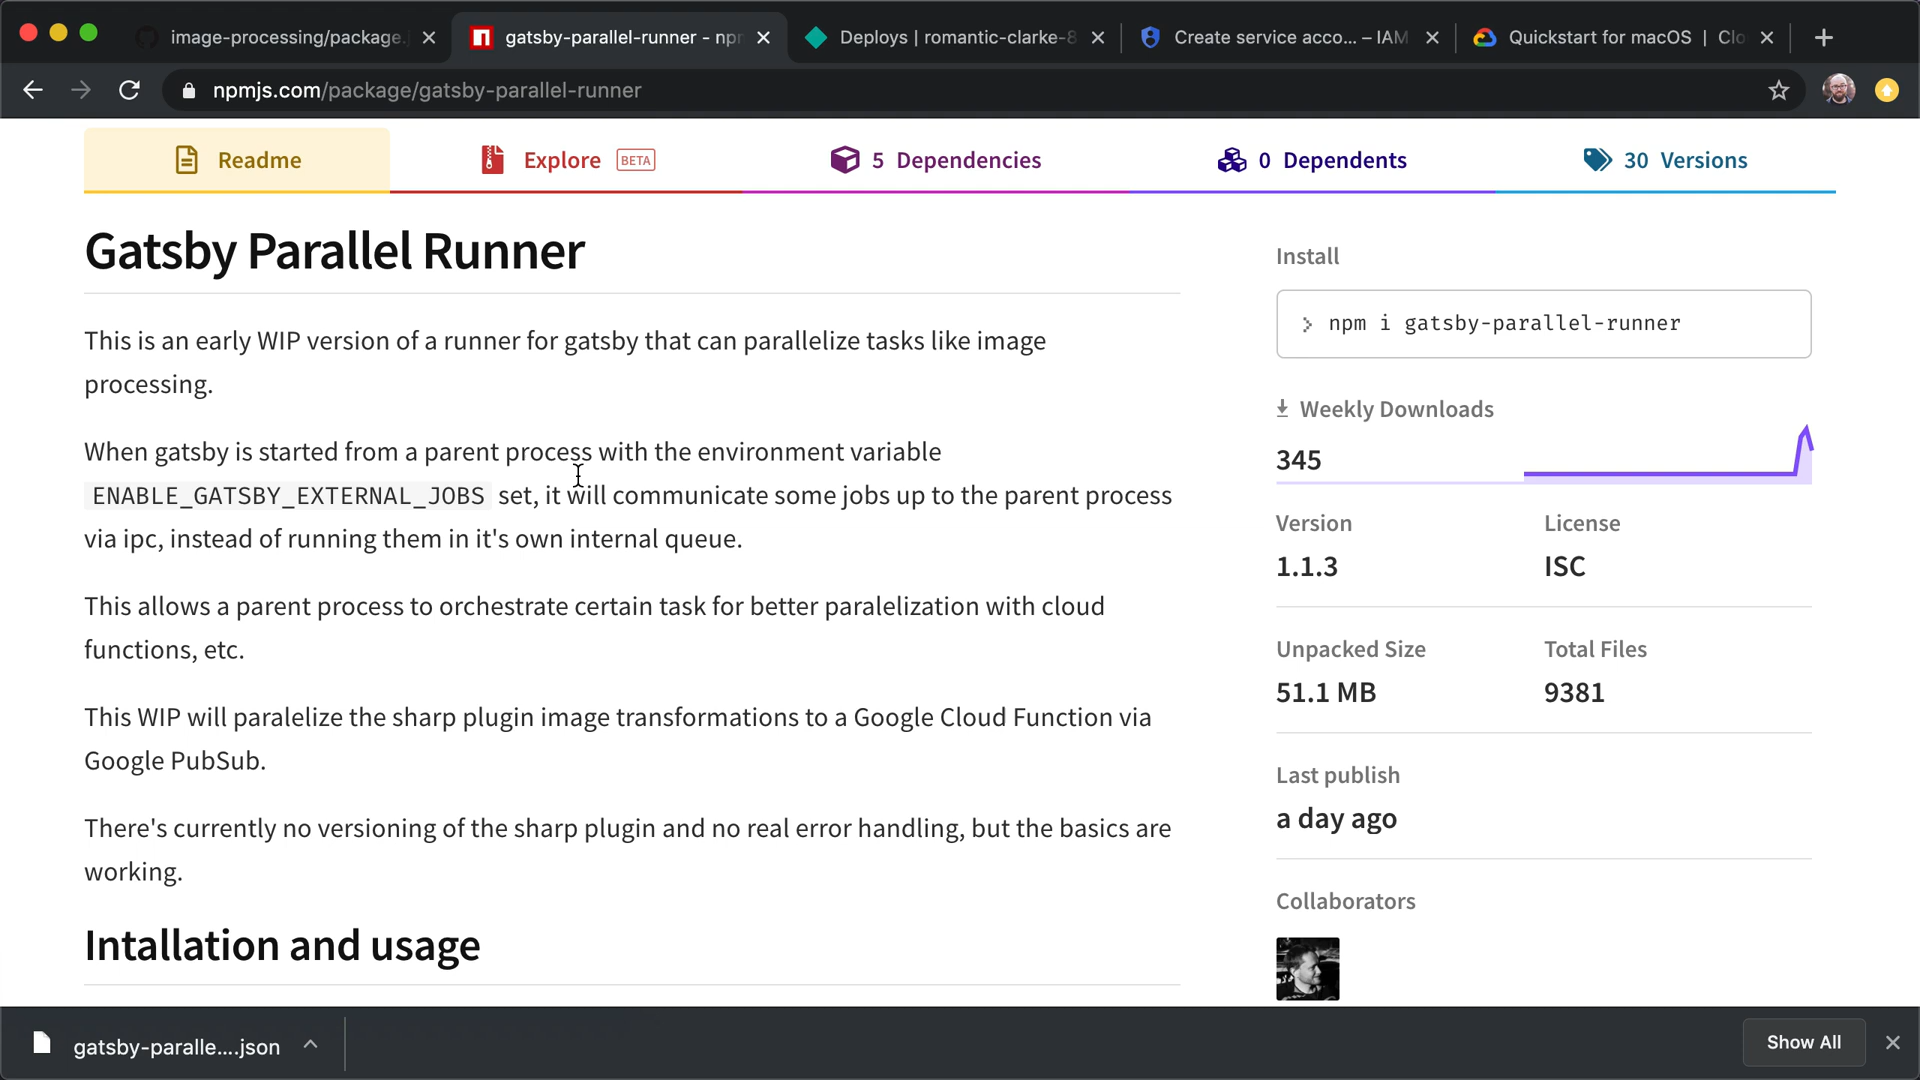 image-processing/package.
gatsby-parallel-runner - npm
Deploys | romantic-clarke-8
Create service acco... – IAM
Quickstart for macOS | Clo
npmjs.com/package/gatsby-parallel-runner
Readme
Explore BETA
5 Dependencies
0 Dependents
30 Versions
Gatsby Parallel Runner
This is an early WIP version of a runner for gatsby that can parallelize tasks like image
processing.
When gatsby is started from a parent process with the environment variable
ENABLE_GATSBY_EXTERNAL_JOBS set, it will communicate some jobs up to the parent process
via ipc, instead of running them in it's own internal queue.
This allows a parent process to orchestrate certain task for better paralelization with cloud
functions, etc.
This WIP will paralelize the sharp plugin image transformations to a Google Cloud Function via
Google PubSub.
There's currently no versioning of the sharp plugin and no real error handling, but the basics are
working.
Intallation and usage
Install
> npm i gatsby-parallel-runner
Weekly Downloads
345
Version
License
1.1.3
ISC
Unpacked Size
Total Files
51.1 MB
9381
Last publish
a day ago
Collaborators
gatsby-paralle....json
Show All